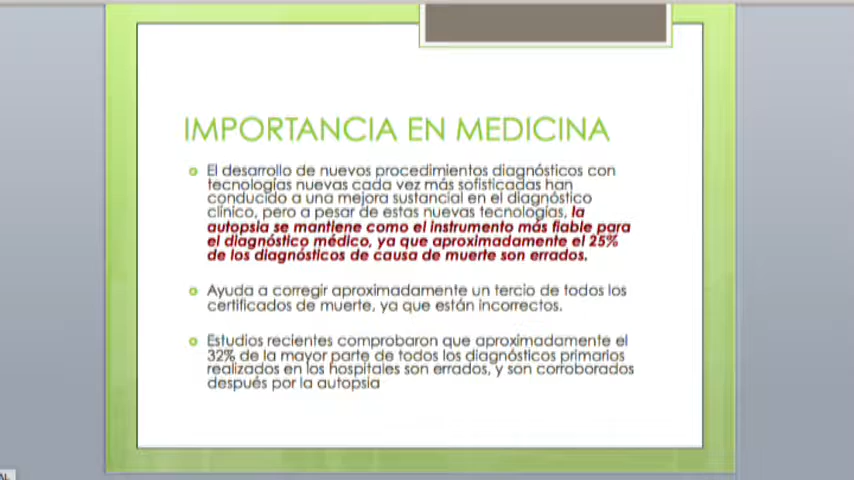 IMPORTANCIA EN MEDICINA
El desarrollo de nuevos procedimientos diagnósticos con
tecnologías nuevas cada vez más sofisticadas han
conducido a una mejora sustancial en el diagnóstico
clínico, pero a pesar de estas nuevas tecnologías, la
autopsia se mantiene como el instrumento más fiable para
el diagnóstico médico, ya que aproximadamente el 25%
de los diagnósticos de causa de muerte son errados.
Ayuda a corregir aproximadamente un tercio de todos los
certificados de muerte, ya que están incorrectos.
Estudios recientes comprobaron que aproximadamente el
32% de la mayor parte de todos los diagnósticos primarios
realizados en los hospitales son errados, y son corroborados
después por la autopsia